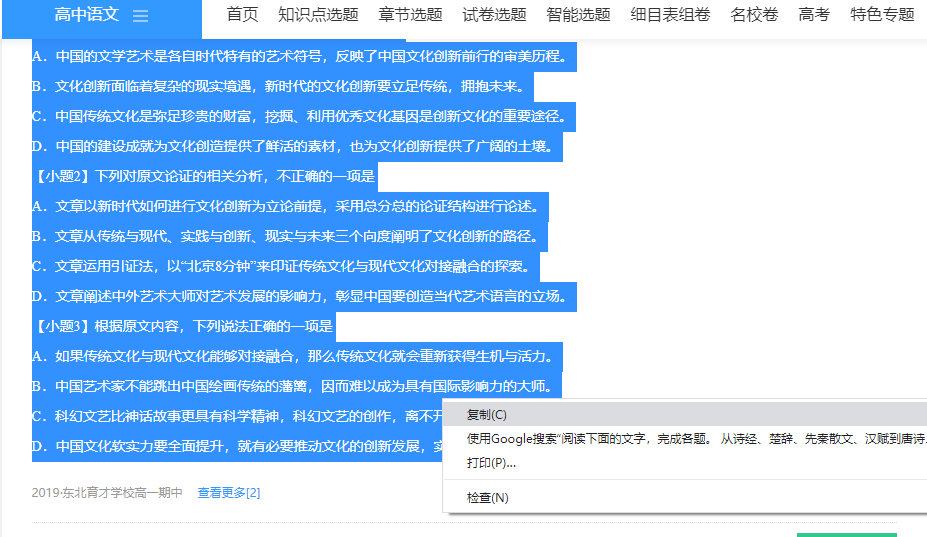 高中语文
首页 知识点选题 章节选题 试卷选题 智能选题 细目表组卷 名校卷 高考 特色专题
A．中国的文学艺术是各自时代特有的艺术符号，反映了中国文化创新前行的审美历程。
B．文化创新面临着复杂的现实境遇，新时代的文化创新要立足传统，拥抱未来。
C．中国传统文化是弥足珍贵的财富，挖掘、利用优秀文化基因是创新文化的重要途径。
D．中国的建设成就为文化创造提供了鲜活的素材，也为文化创新提供了广阔的土壤。
【小题2】下列对原文论证的相关分析，不正确的一项是
A．文章以新时代如何进行文化创新为立论前提，采用总分总的论证结构进行论述。
B．文章从传统与现代、实践与创新、现实与未来三个向度阐明了文化创新的路径。
C．文章运用引证法，以“北京8分钟”来印证传统文化与现代文化对接融合的探索。
D．文章阐述中外艺术大师对艺术发展的影响力，彰显中国要创造当代艺术语言的立场。
【小题3】根据原文内容，下列说法正确的一项是
A．如果传统文化与现代文化能够对接融合，那么传统文化就会重新获得生机与活力。
B．中国艺术家不能跳出中国绘画传统的藩篱，因而难以成为具有国际影响力的大师。
C．科幻文艺比神话故事更具有科学精神，科幻文艺的创作，离不开
D．中国文化软实力要全面提升，就有必要推动文化的创新发展，实
复制(C)
使用Google搜索“阅读下面的文字，完成各题。 从诗经、楚辞、先秦散文、汉赋到唐诗
打印(P)...
检查(N)
2019·东北育才学校高一期中 查看更多[2]